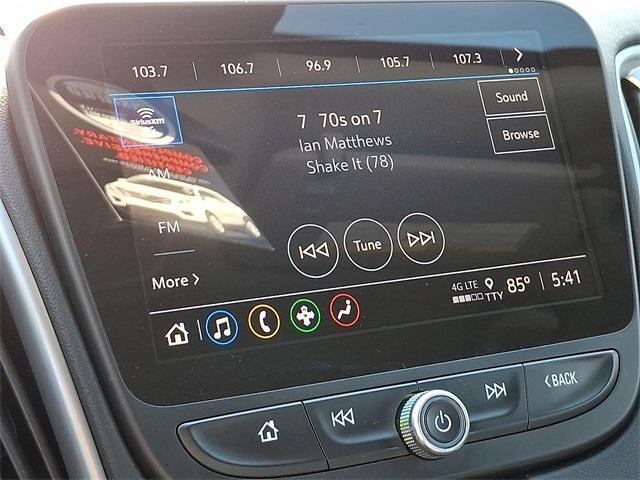 103.7 106.7 96.9 105.7 107.3
SiriusXM
7 70s on 7
Ian Matthews
Shake It (78)
Sound
Browse
AM
FM
Tune
More
4G LTE
TTY
85° 5:41
BACK